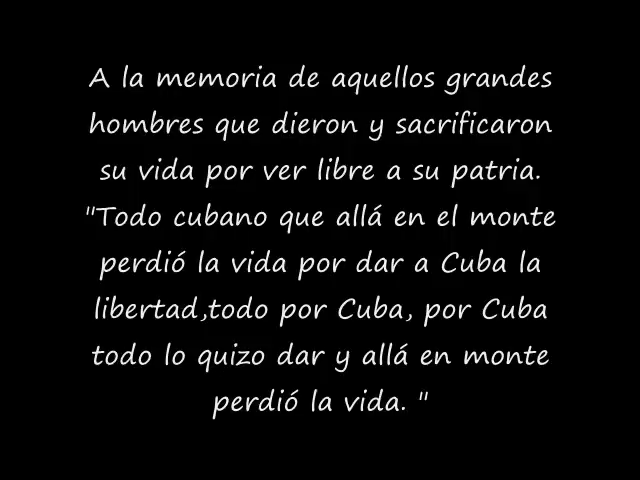 A la memoria de aquellos grandes
hombres que dieron y sacrificaron
su vida por ver libre a su patria.
"Todo cubano que allá en el monte
perdió la vida por dar a Cuba la
libertad,todo por Cuba, por Cuba
todo lo quizo dar y allá en monte
perdió la vida. "